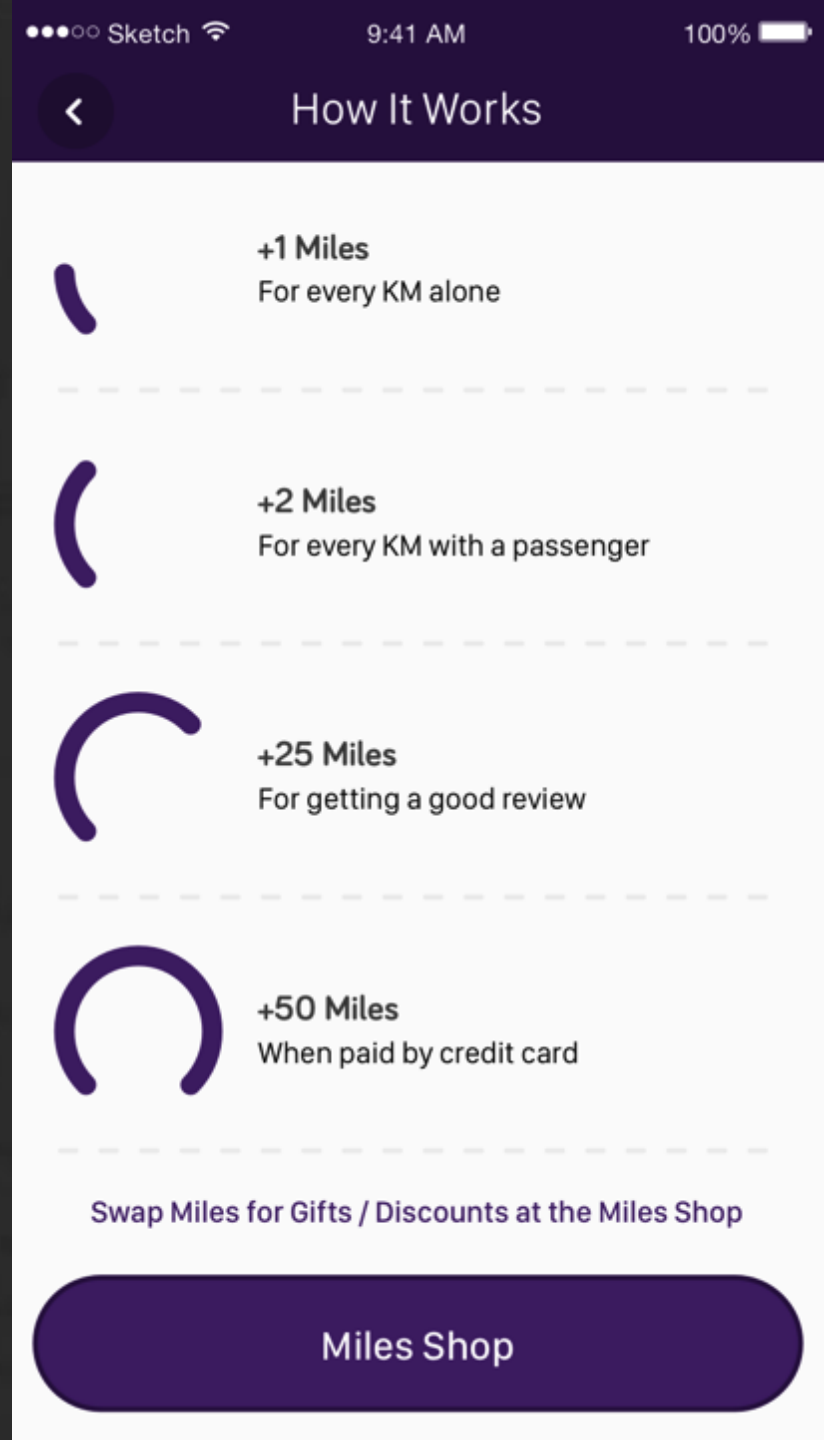 Sketch 9:41 AM 100%
How It Works
+1 Miles
For every KM alone
+2 Miles
For every KM with a passenger
+25 Miles
For getting a good review
+50 Miles
When paid by credit card
Swap Miles for Gifts / Discounts at the Miles Shop
Miles Shop